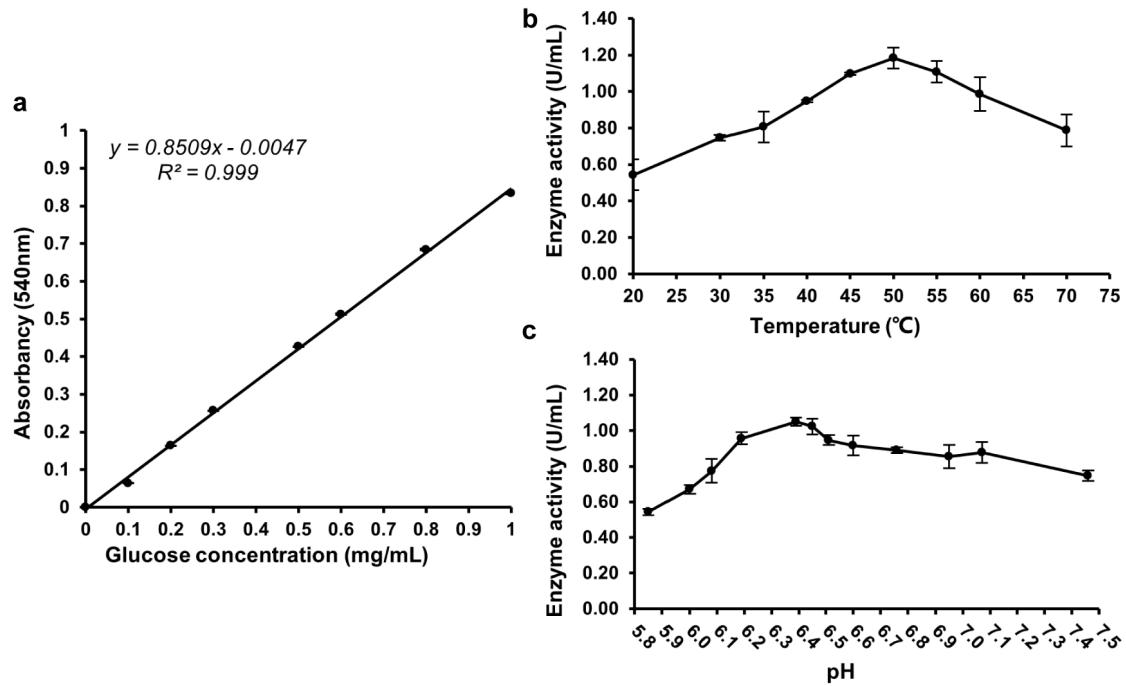 a
y = 0.8509x - 0.0047
R² = 0.999
1
0.9
0.8
0.7
0.6
0.5
0.4
0.3
0.2
0.1
0
0 0.1 0.2 0.3 0.4 0.5 0.6 0.7 0.8 0.9 1
Absorbancy (540nm)
Glucose concentration (mg/mL)
b
1.40
1.20
1.00
0.80
0.60
0.40
0.20
0.00
20 25 30 35 40 45 50 55 60 65 70 75
Enzyme activity (U/mL)
Temperature (℃)
c
1.40
1.20
1.00
0.80
0.60
0.40
0.20
0.00
5.8 5.9 6.0 6.1 6.2 6.3 6.4 6.5 6.6 6.7 6.8 6.9 7.0 7.1 7.2 7.3 7.4 7.5
Enzyme activity (U/mL)
pH